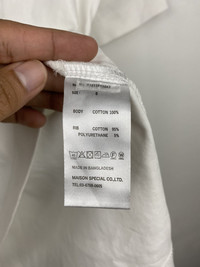 BODY COTTON 100%
RIB COTTON 95%
POLYURETHANE 5%
MADE IN BANGLADESH
MAISON SPECIAL CO.,LTD.